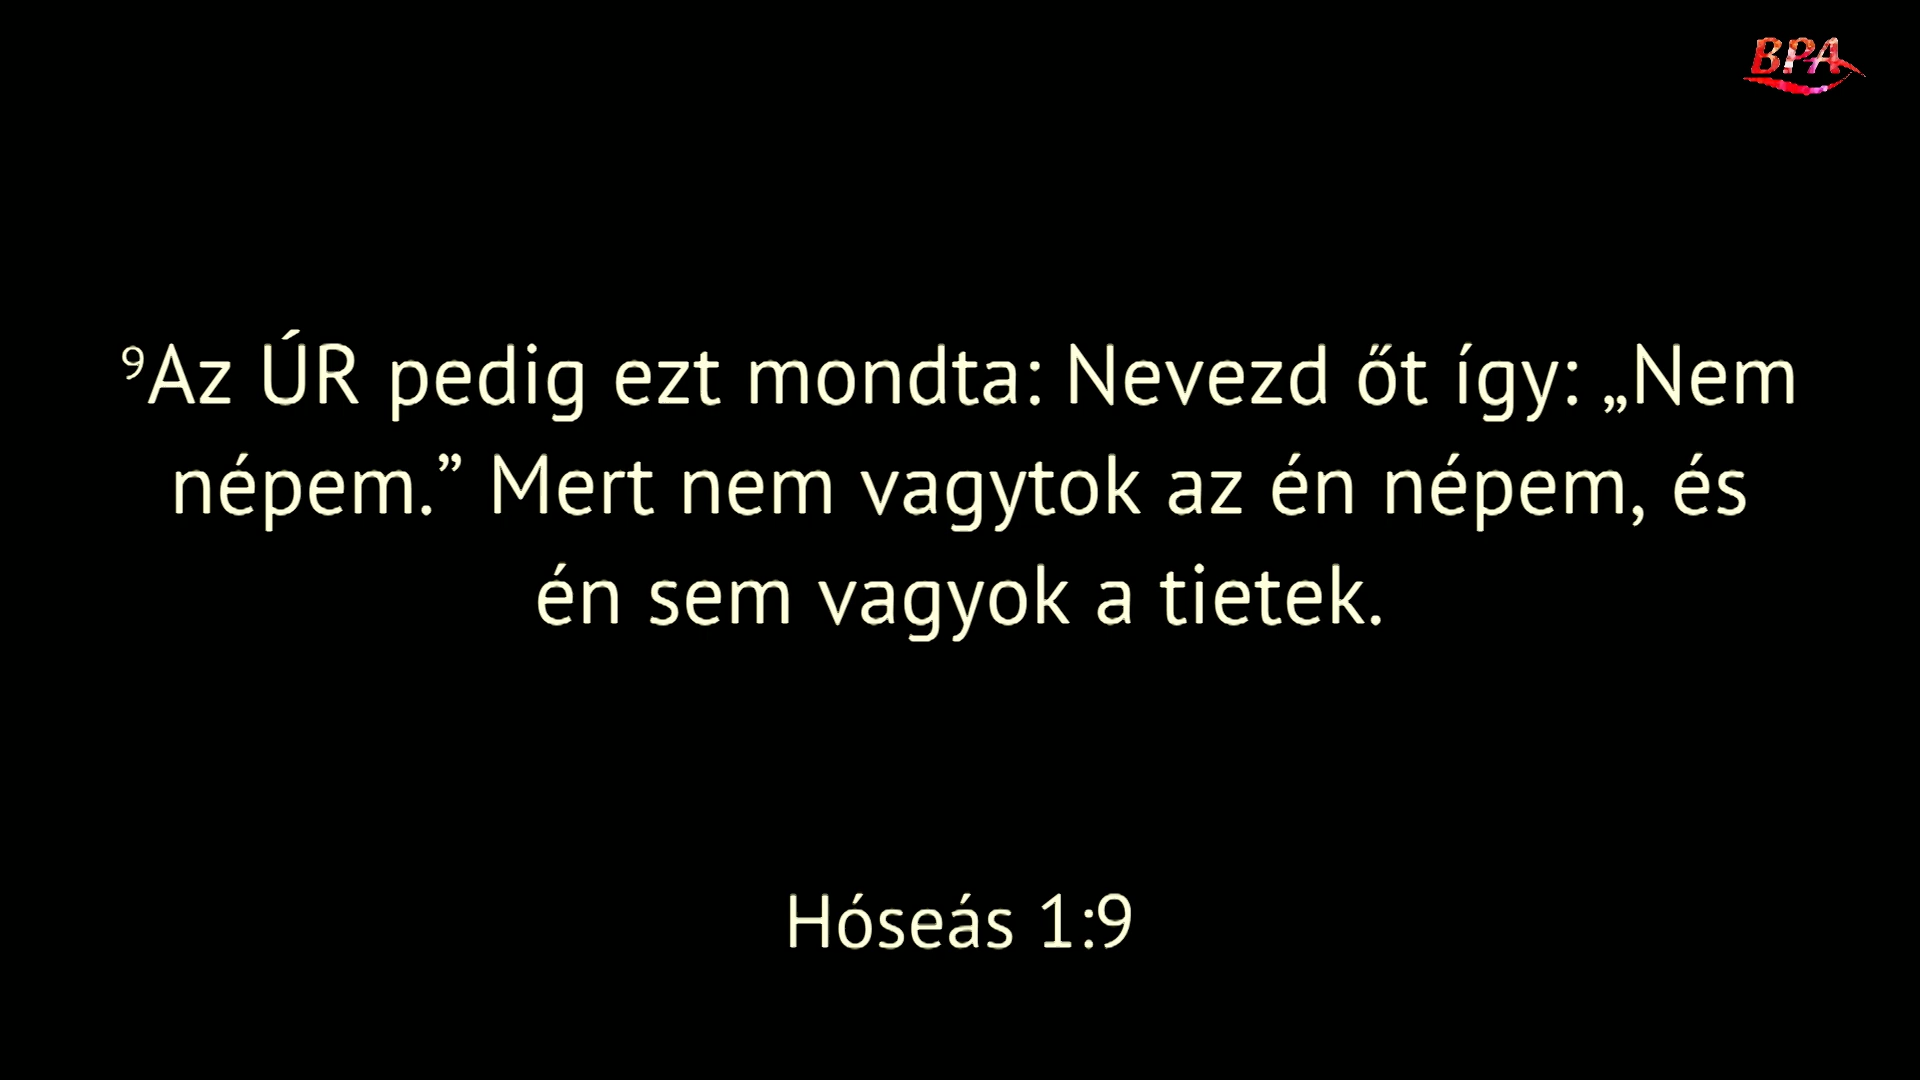 BPA
⁹Az ÚR pedig ezt mondta: Nevezd őt így: „Nem
népem.” Mert nem vagytok az én népem, és
én sem vagyok a tietek.
Hóseás 1:9